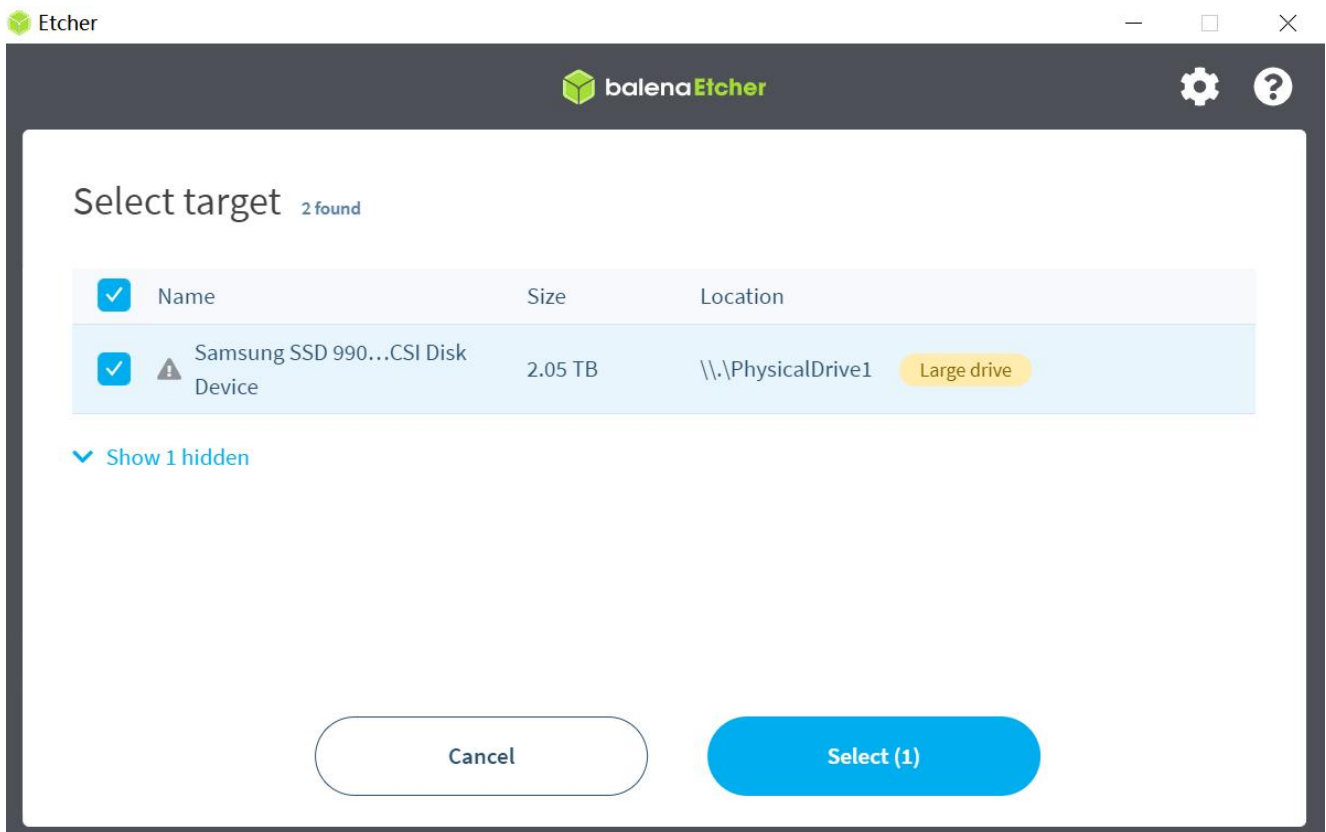 Etcher
balenaEtcher
Select target 2 found
Name Size Location
Samsung SSD 990...CSI Disk
Device
2.05 TB \\.\PhysicalDrive1 Large drive
Show 1 hidden
Cancel Select (1)